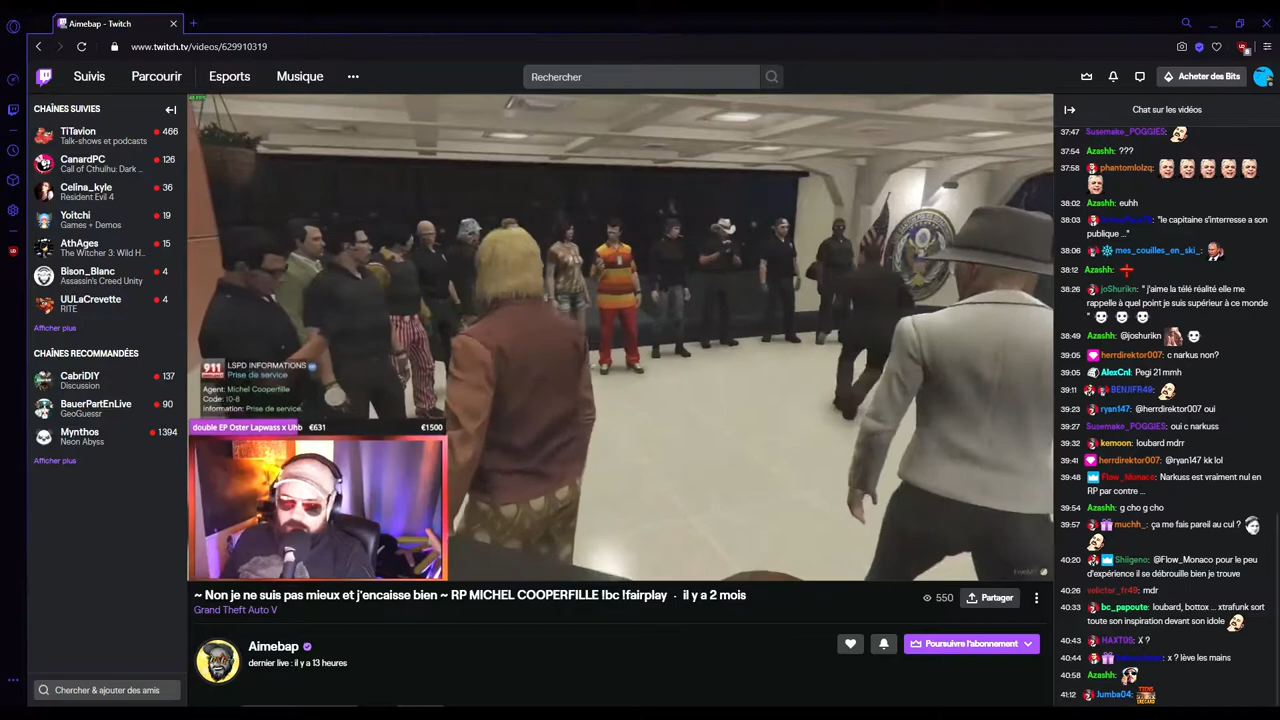 Aimebap - Twitch
www.twitch.tv/videos/629910319
Suivis
Parcourir
Esports
Musique
Rechercher
Acheter des Bits
CHAÎNES SUIVIES
TiTavion
466
Talk-shows et podcasts
CanardPC
126
Call of Cthulhu: Dark ...
Celina_kyle
36
Resident Evil 4
Yoitchi
19
Games + Demos
AthAges
15
The Witcher 3: Wild H...
Bison_Blanc
4
Assassin's Creed Unity
UULaCrevette
4
RITE
Afficher plus
CHAÎNES RECOMMANDÉES
CabriDIY
137
Discussion
BauerPartEnLive
90
GeoGuessr
Mynthos
1394
Neon Abyss
Afficher plus
Chercher & ajouter des amis
911
LSPD INFORMATIONS
Prise de service
Agent: Michel Cooperfille
Code: 10-8
Information: Prise de service.
double EP Oster Lapwass x Uhb
€631
€1500
~ Non je ne suis pas mieux et j'encaisse bien ~ RP MICHEL COOPERFILLE !bc !fairplay · il y a 2 mois
Grand Theft Auto V
550
Partager
Aimebap
dernier live : il y a 13 heures
Poursuivre l'abonnement
Chat sur les vidéos
37:47 Susemake_POGGIES:
37:54 Azashh: ???
37:58 phantomlolzq:
38:02 Azashh: euhh
38:03 "le capitaine s'interresse a son
publique ..."
38:06 mes_couilles_en_ski_:
38:12 Azashh:
38:26 joShurikn: " j'aime la télé réalité elle me
rappelle à quel point je suis supérieur à ce monde
"
38:49 Azashh: @joshurikn
39:05 herrdirektor007: c narkus non?
39:05 AlexCnl: Pegi 21 mmh
39:11 BENJIFR49:
39:23 ryan147: @herrdirektor007 oui
39:27 Susemake_POGGIES: oui c narkuss
39:32 kemoon: loubard mdrr
39:41 herrdirektor007: @ryan147 kk lol
39:48 Flow_Monaco: Narkuss est vraiment nul en
RP par contre ...
39:54 Azashh: g cho g cho
39:57 muchh_: ça me fais pareil au cul ?
40:20 Shiigeno: @Flow_Monaco pour le peu
d'expérience il se débrouille bien je trouve
40:26 velicter_fr49: mdr
40:33 bc_papoute: loubard, bottox ... xtrafunk sort
toute son inspiration devant son idole
40:43 HAXTOS: X ?
40:44 x ? lève les mains
40:58 Azashh:
41:12 Jumba04: